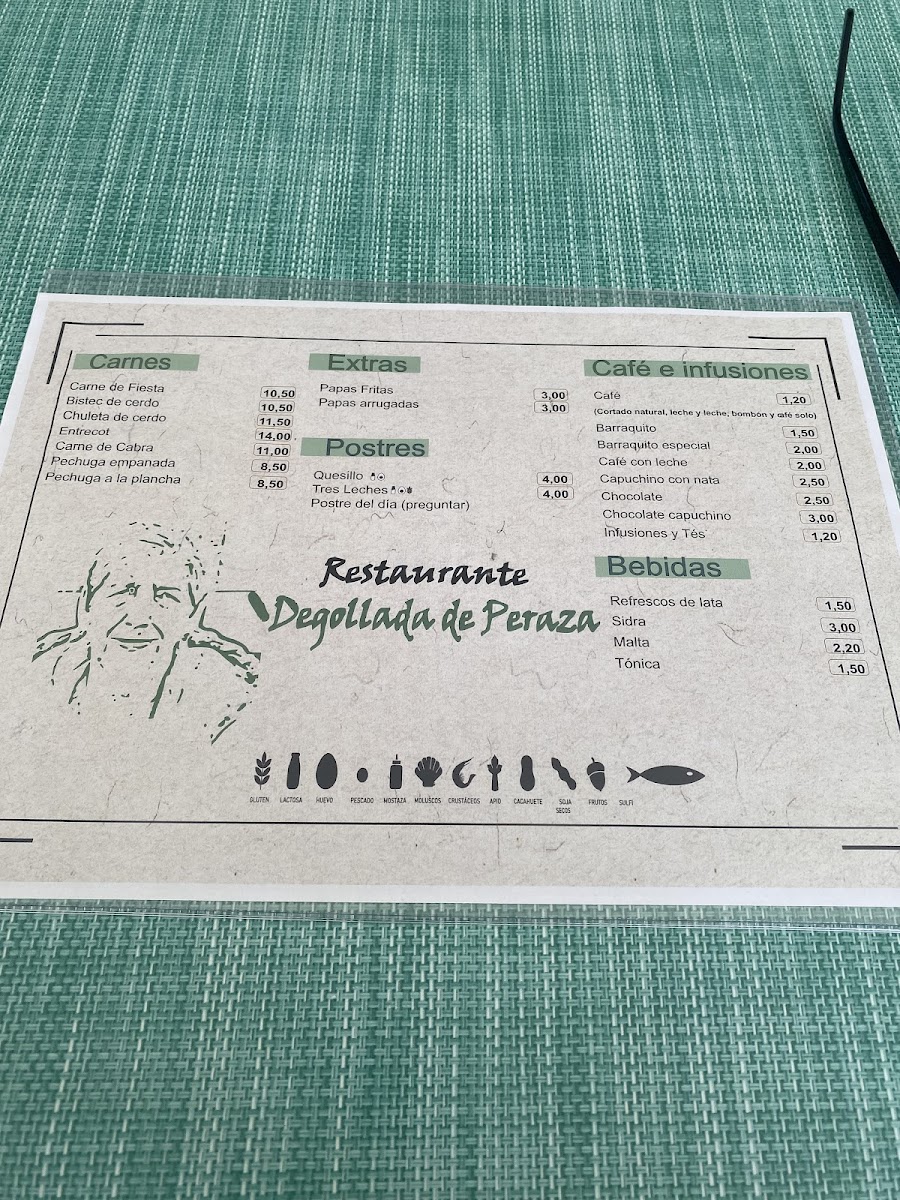 Carnes
Carne de Fiesta 10,50
Bistec de cerdo 10,50
Chuleta de cerdo 11,50
Entrecot 14,00
Carne de Cabra 11,00
Pechuga empanada 8,50
Pechuga a la plancha 8,50
Extras
Papas Fritas 3,00
Papas arrugadas 3,00
Postres
Quesillo 4,00
Tres Leches 4,00
Postre del día (preguntar)
Café e infusiones
Café 1,20
(Cortado natural, leche y leche, bombón y café solo)
Barraquito 1,50
Barraquito especial 2,00
Café con leche 2,00
Capuchino con nata 2,50
Chocolate 2,50
Chocolate capuchino 3,00
Infusiones y Tés 1,20
Bebidas
Refrescos de lata 1,50
Sidra 3,00
Malta 2,20
Tónica 1,50
Restaurante
Degollada de Peraza
GLUTEN LACTOSA HUEVO PESCADO MOSTAZA MOLUSCOS CRUSTÁCEOS APIO CACAHUETE SOJA FRUTOS SULFI
SECOS